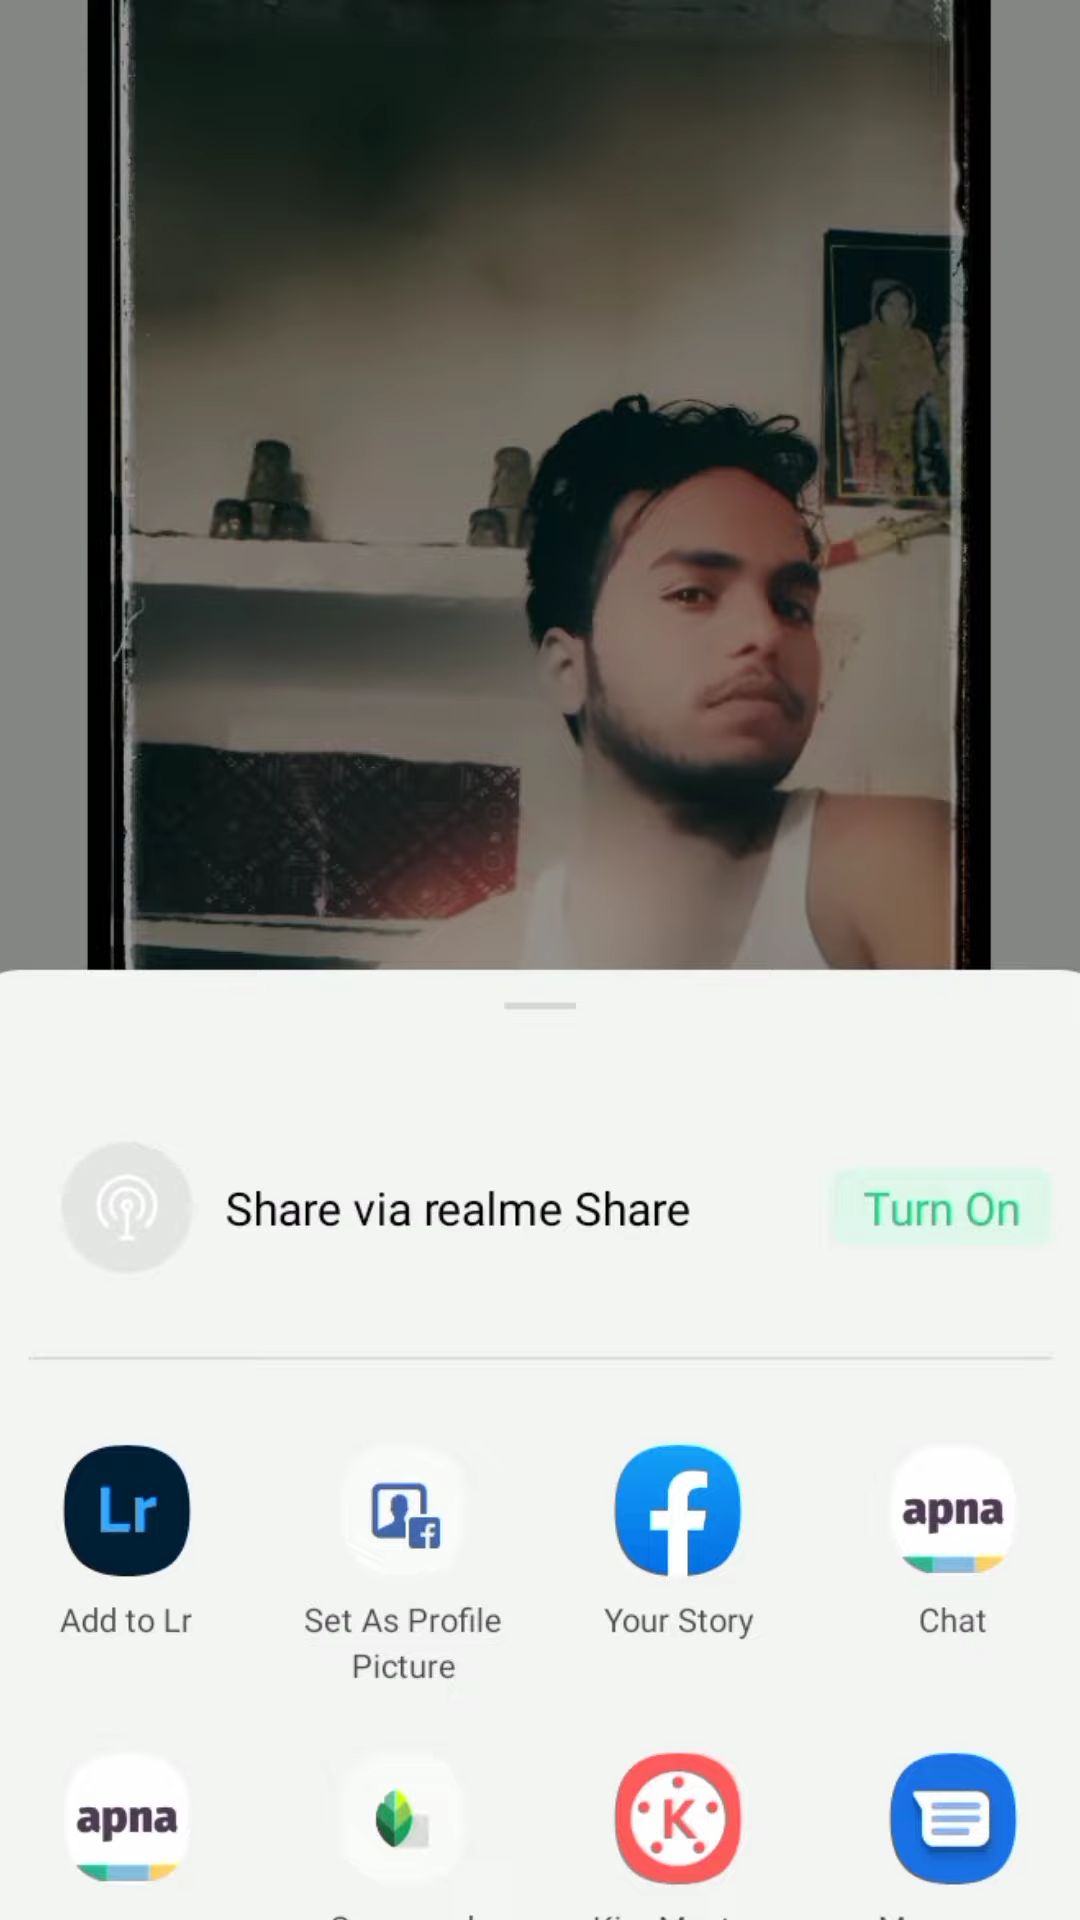 Share via realme Share
Turn On
Lr
apna
Add to Lr
Set As Profile
Picture
Your Story
Chat
apna
K